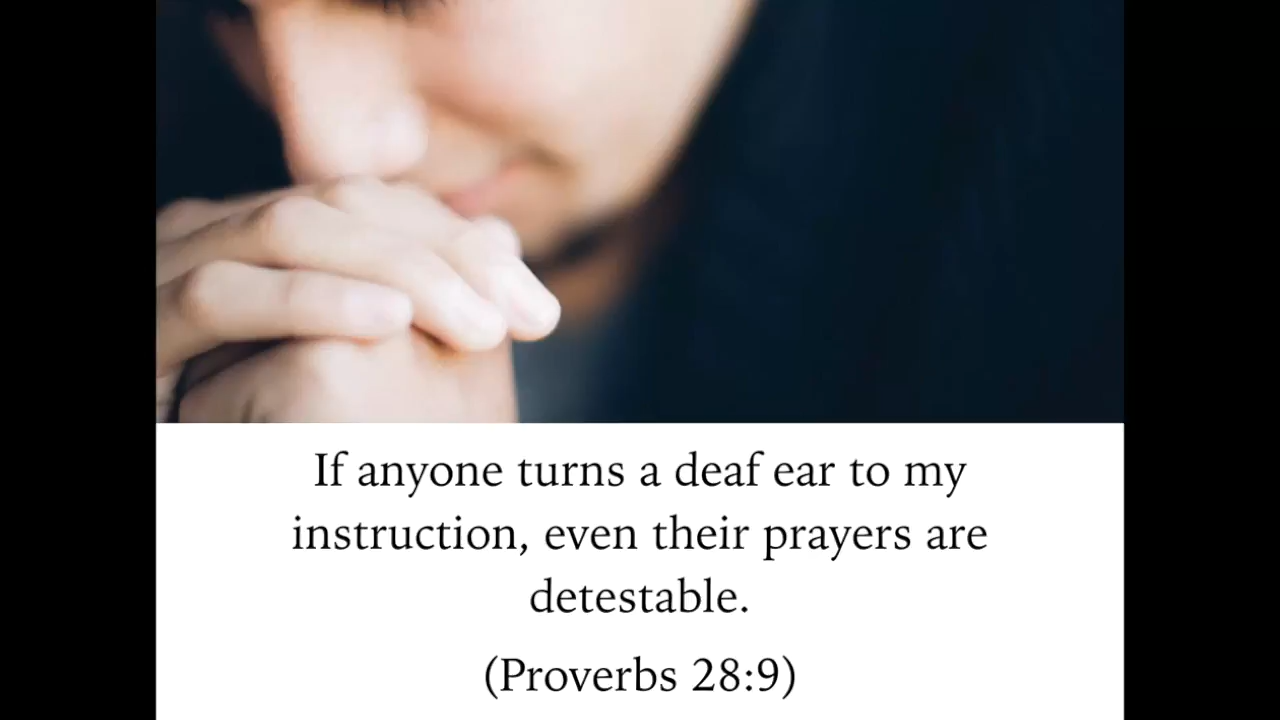 If anyone turns a deaf ear to my
instruction, even their prayers are
detestable.
(Proverbs 28:9)